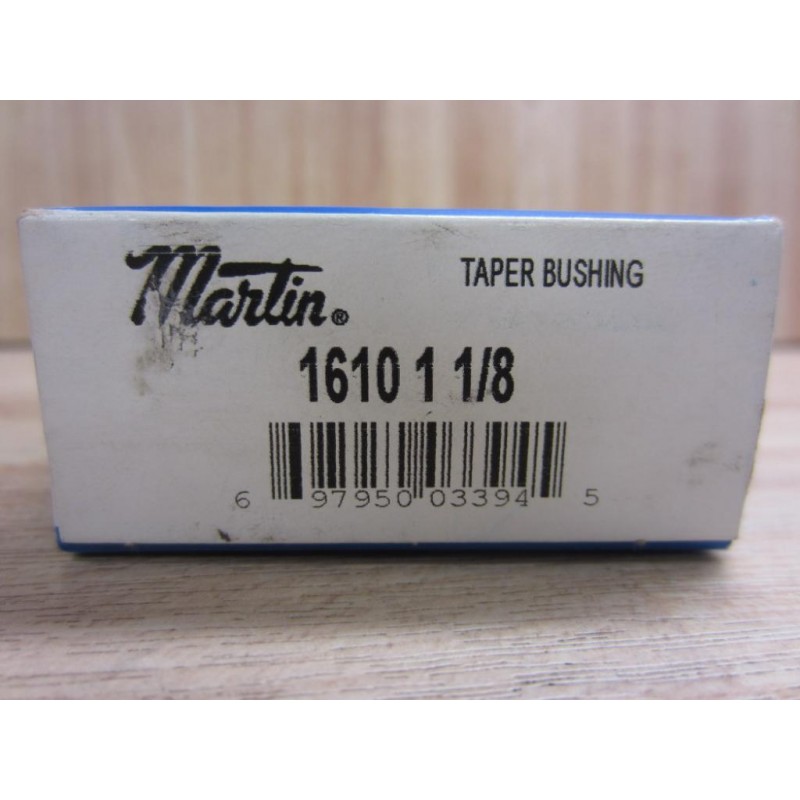 Martin®
TAPER BUSHING
1610 1 1/8
6 97950 03394 5